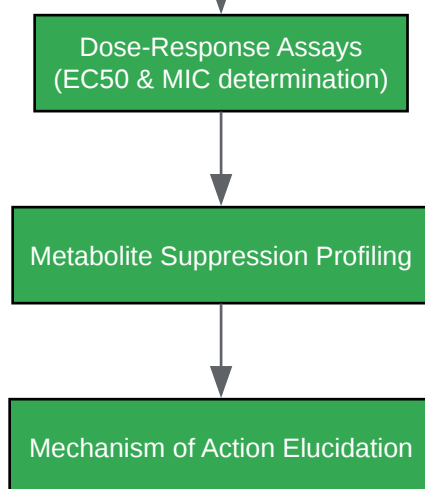 Dose-Response Assays
(EC50 & MIC determination)
Metabolite Suppression Profiling
Mechanism of Action Elucidation